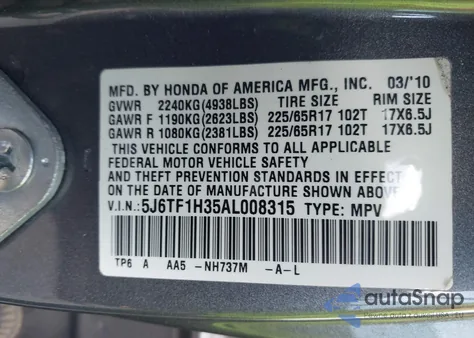 MFD. BY HONDA OF AMERICA MFG., INC. 03/'10
GVWR 2240KG(4938LBS) TIRE SIZE RIM SIZE
GAWR F 1190KG(2623LBS) 225/65R17 102T 17X6.5J
GAWR R 1080KG(2381LBS) 225/65R17 102T 17X6.5J
THIS VEHICLE CONFORMS TO ALL APPLICABLE
FEDERAL MOTOR VEHICLE SAFETY
AND THEFT PREVENTION STANDARDS IN EFFECT
ON THE DATE OF MANUFACTURE SHOWN ABOVE.
V.I.N.:5J6TF1H35AL008315 TYPE: MPV
TP6 A AA5 -NH737M -A-L
autoSnap